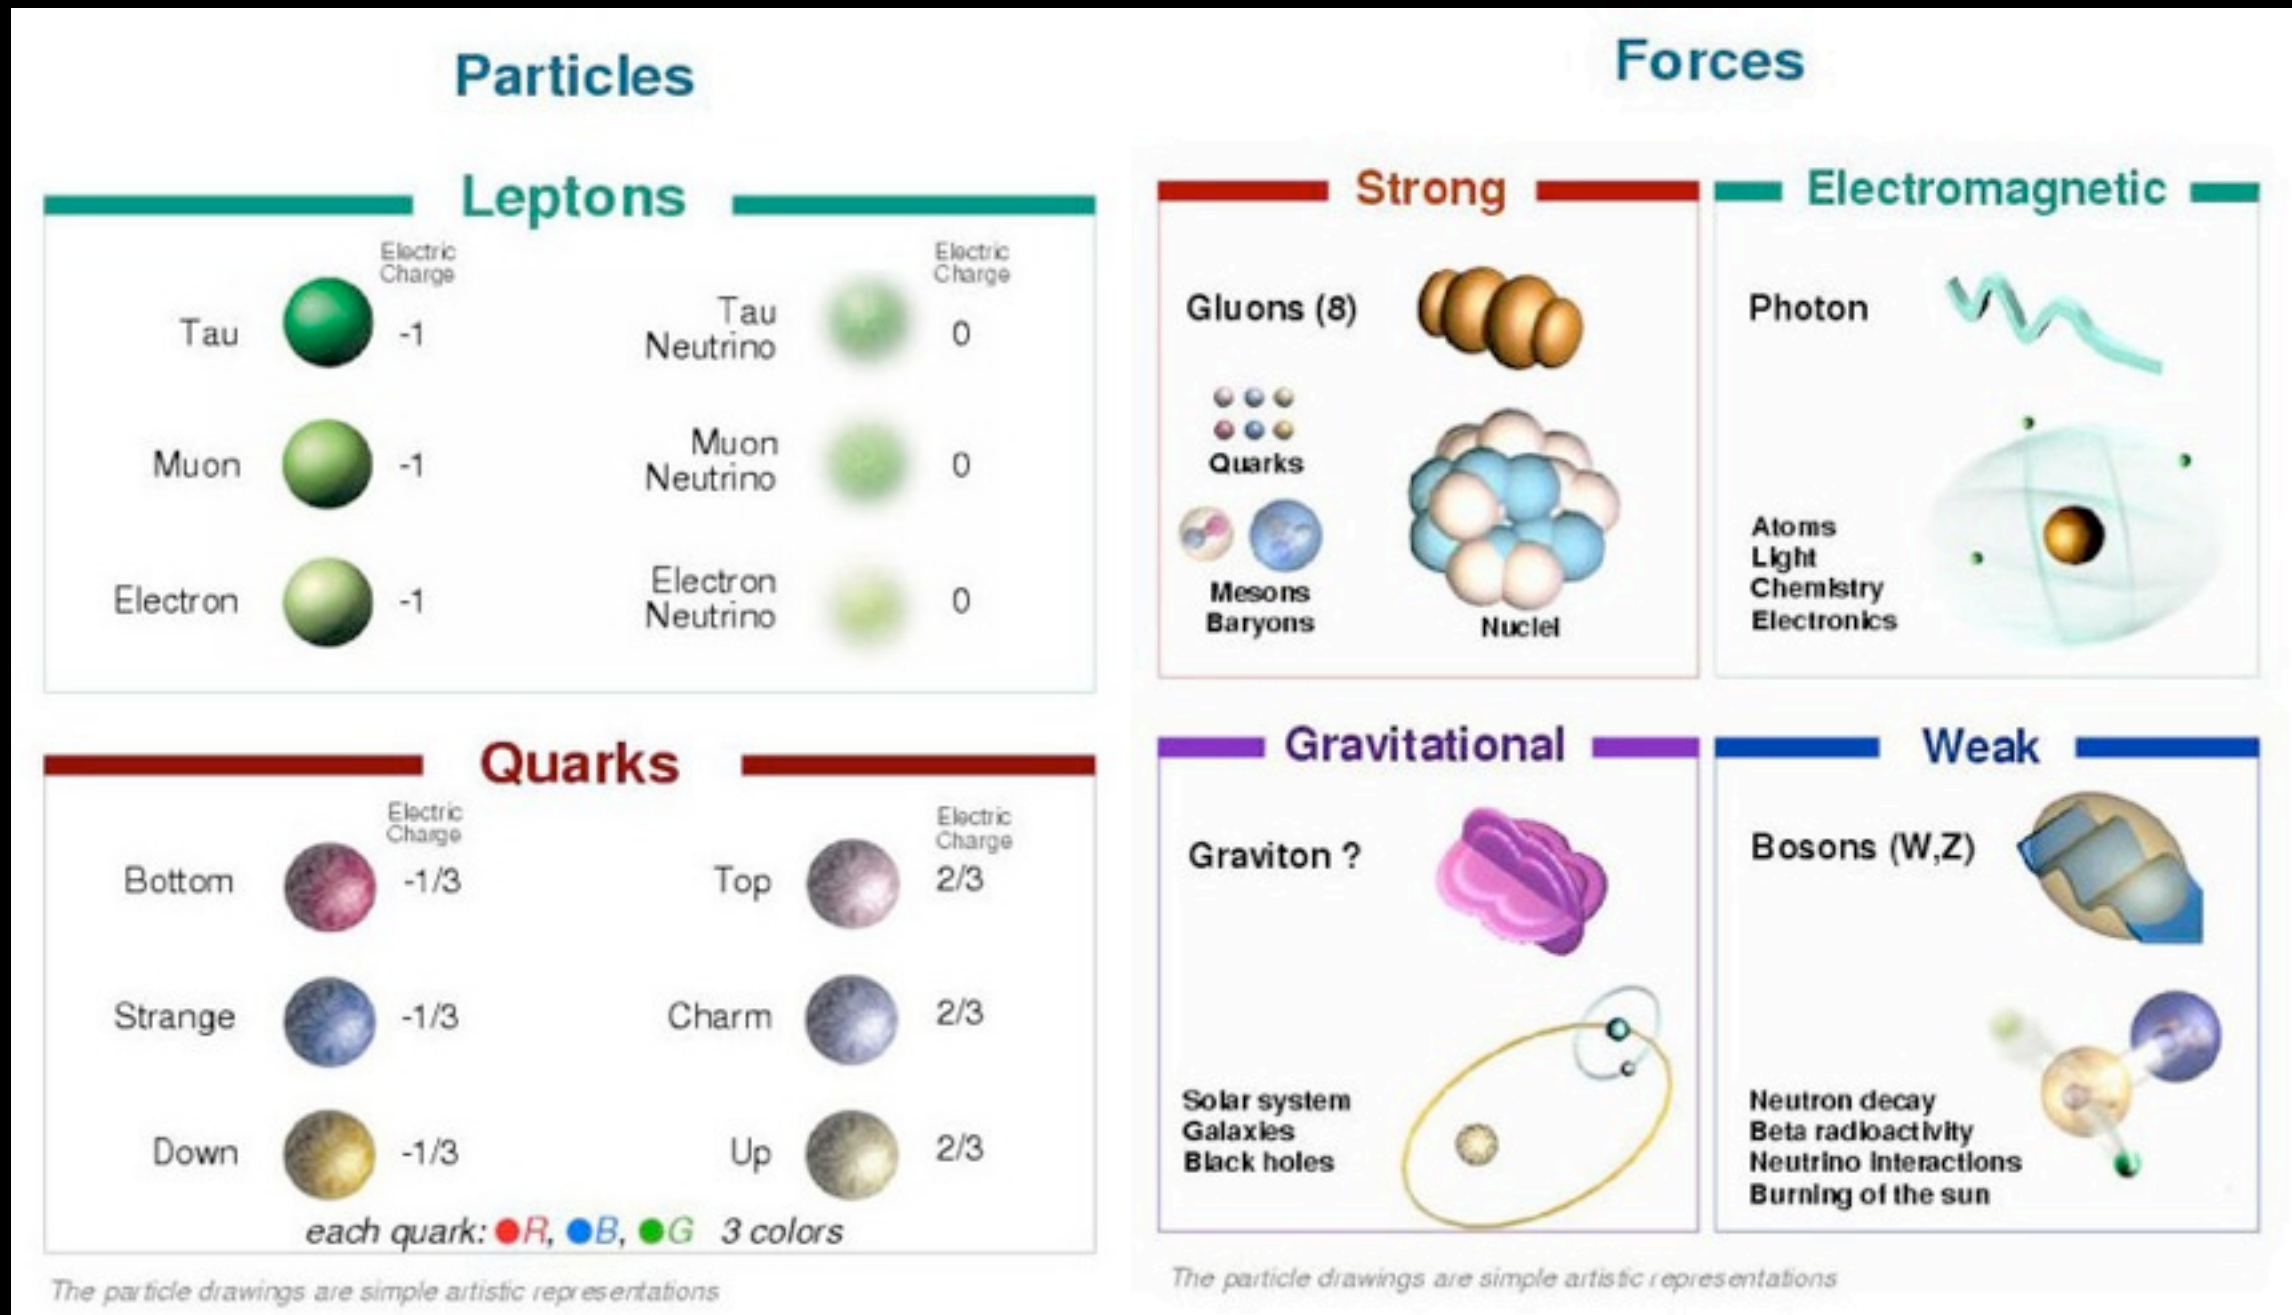 Particles
Leptons
Electric
Charge
Electric
Charge
Tau
-1
Tau
Neutrino
0
Muon
-1
Muon
Neutrino
0
Electron
-1
Electron
Neutrino
0
Quarks
Electric
Charge
Electric
Charge
Bottom
-1/3
Top
2/3
Strange
-1/3
Charm
2/3
Down
-1/3
Up
2/3
each quark: R, B, G 3 colors
The particle drawings are simple artistic representations
Forces
Strong
Gluons (8)
Quarks
Mesons
Baryons
Nuclei
Electromagnetic
Photon
Atoms
Light
Chemistry
Electronics
Gravitational
Graviton ?
Solar system
Galaxies
Black holes
Weak
Bosons (W,Z)
Neutron decay
Beta radioactivity
Neutrino interactions
Burning of the sun
The particle drawings are simple artistic representations